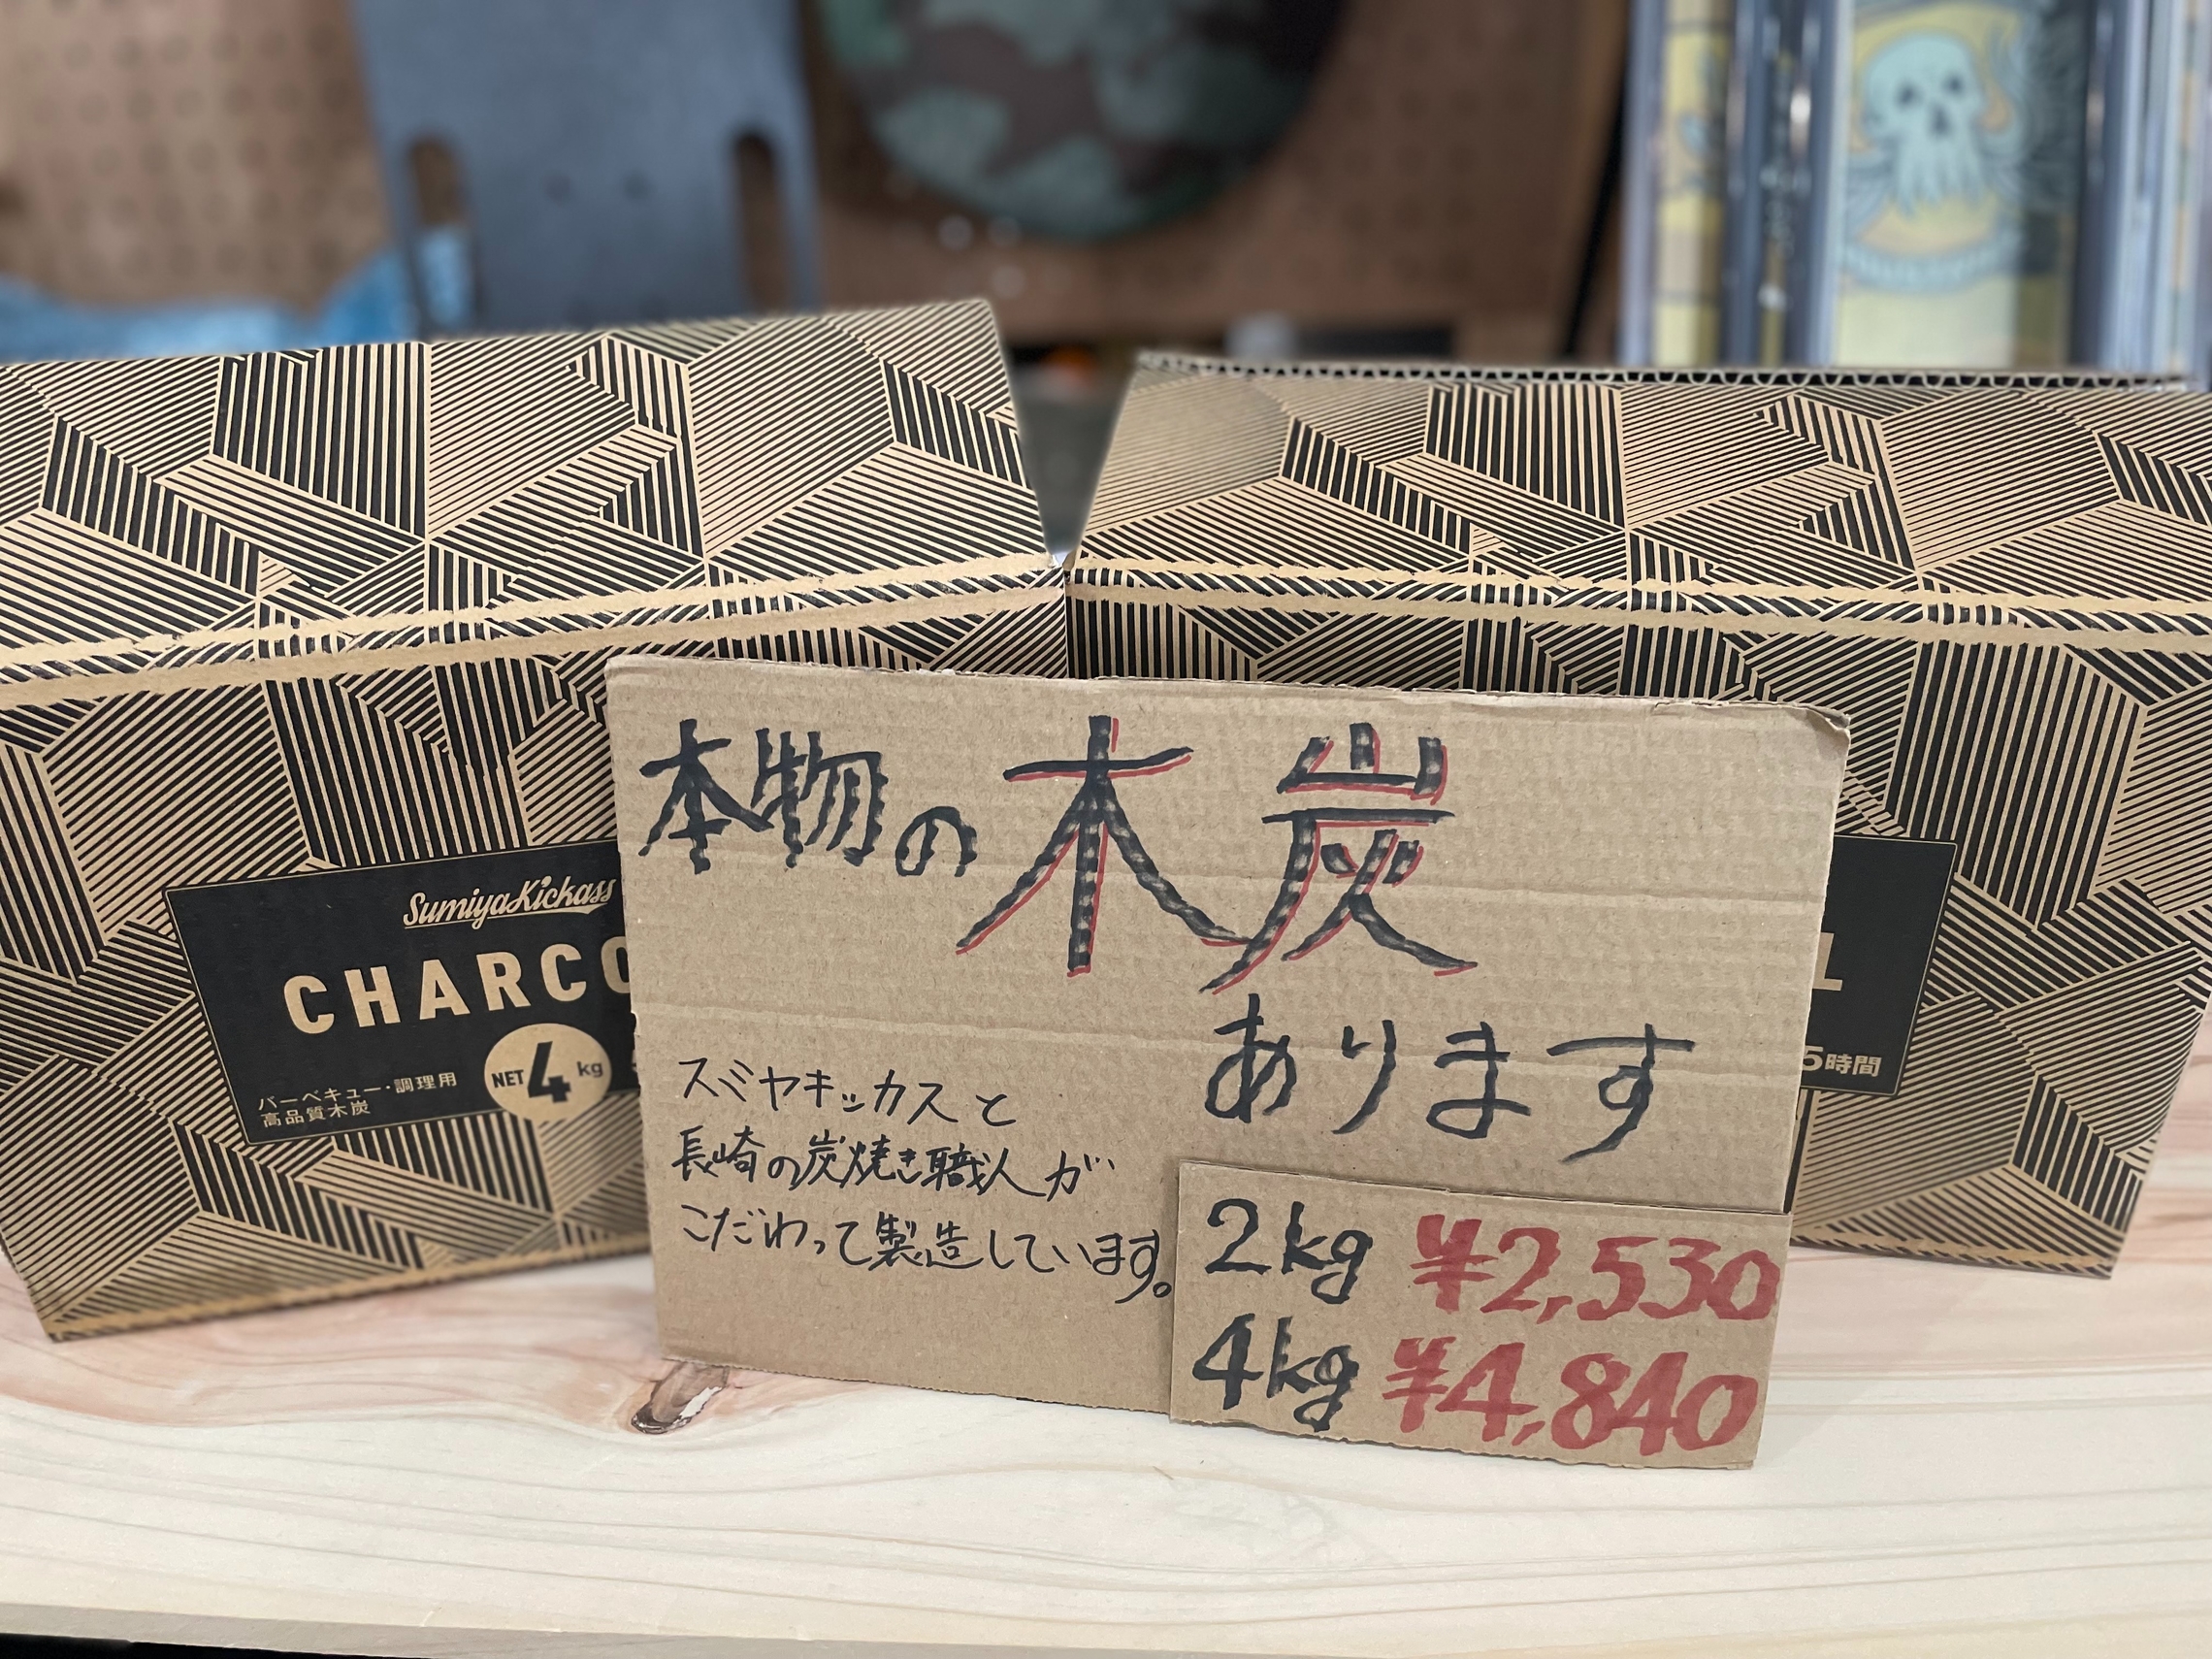 SumiyaKickass
CHARCO
バーベキュー・調理用
高品質木炭
NET 4 kg
L
5時間
本物の木炭
あります
スミヤキッカスと
長崎の炭焼き職人が
こだわって製造しています。
2kg ¥2,530
4kg ¥4,840